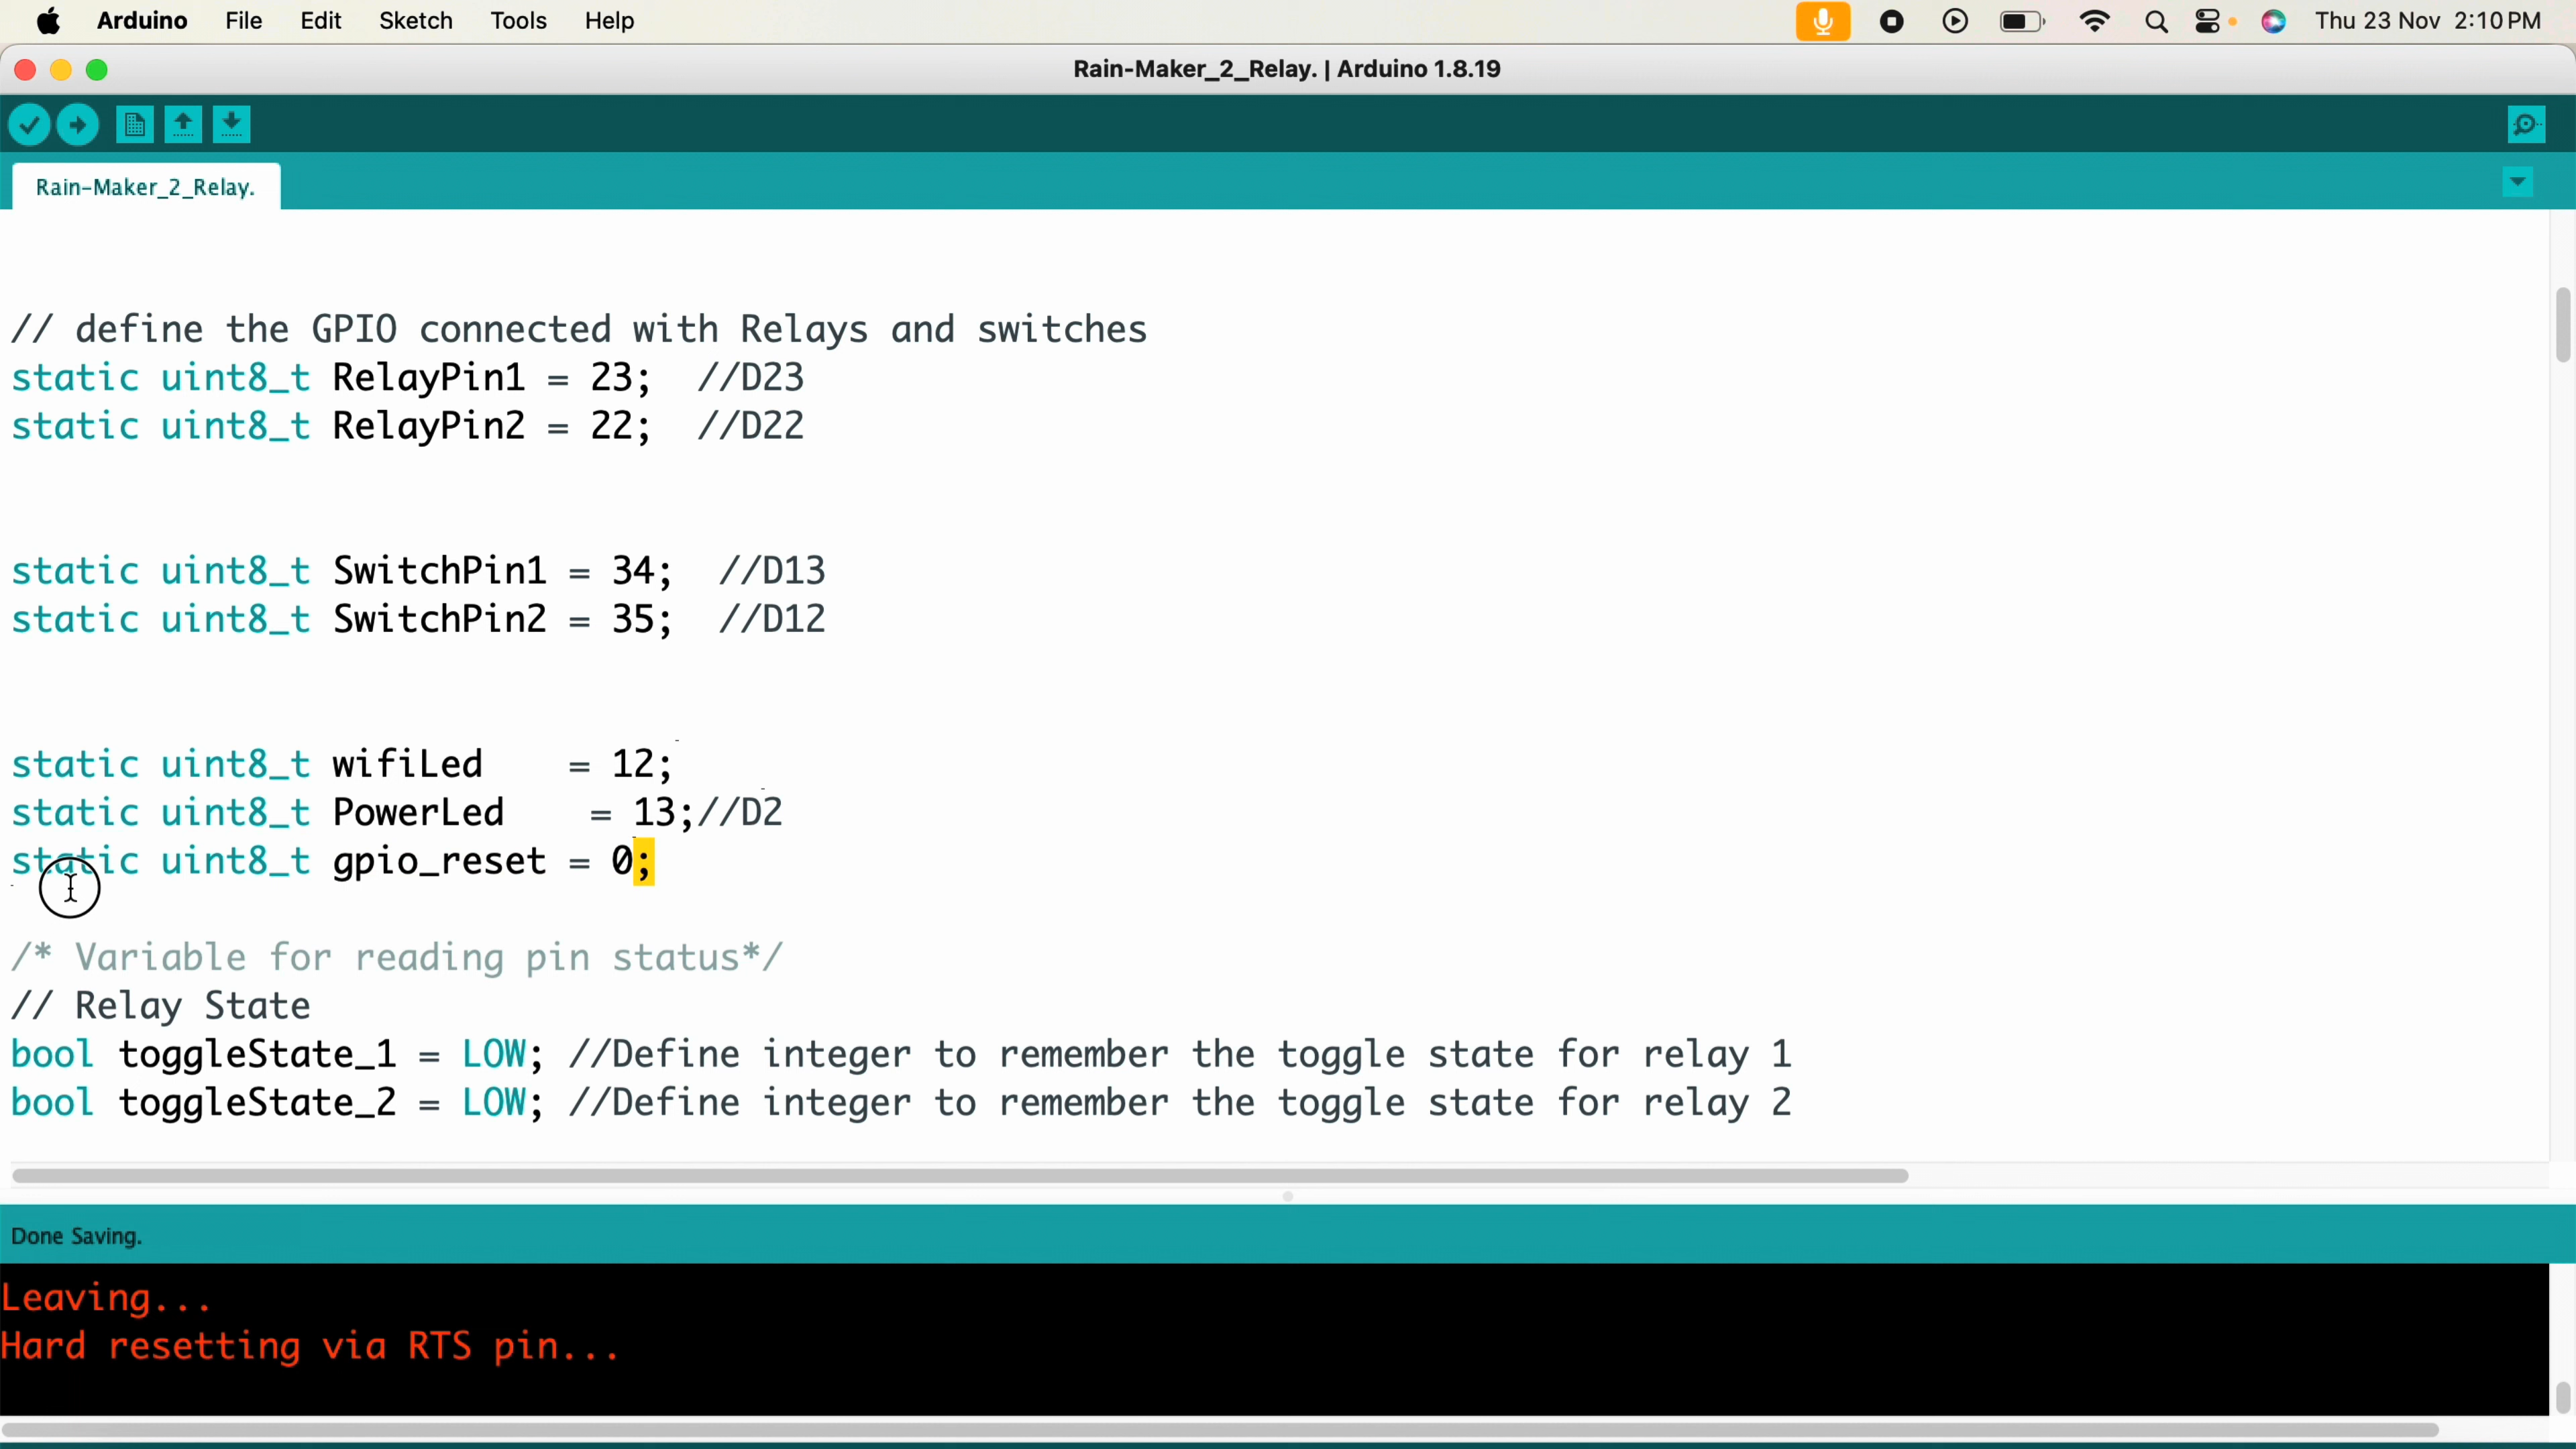 Arduino File Edit Sketch Tools Help Thu 23 Nov 2:10 PM
Rain-Maker_2_Relay. | Arduino 1.8.19
Rain-Maker_2_Relay.
// define the GPIO connected with Relays and switches
static uint8_t RelayPin1 = 23;  //D23
static uint8_t RelayPin2 = 22;  //D22
static uint8_t SwitchPin1 = 34;  //D13
static uint8_t SwitchPin2 = 35;  //D12
static uint8_t wifiLed    = 12;
static uint8_t PowerLed    = 13;//D2
static uint8_t gpio_reset = 0;
/* Variable for reading pin status*/
// Relay State
bool toggleState_1 = LOW; //Define integer to remember the toggle state for relay 1
bool toggleState_2 = LOW; //Define integer to remember the toggle state for relay 2
Done Saving.
Leaving...
Hard resetting via RTS pin...